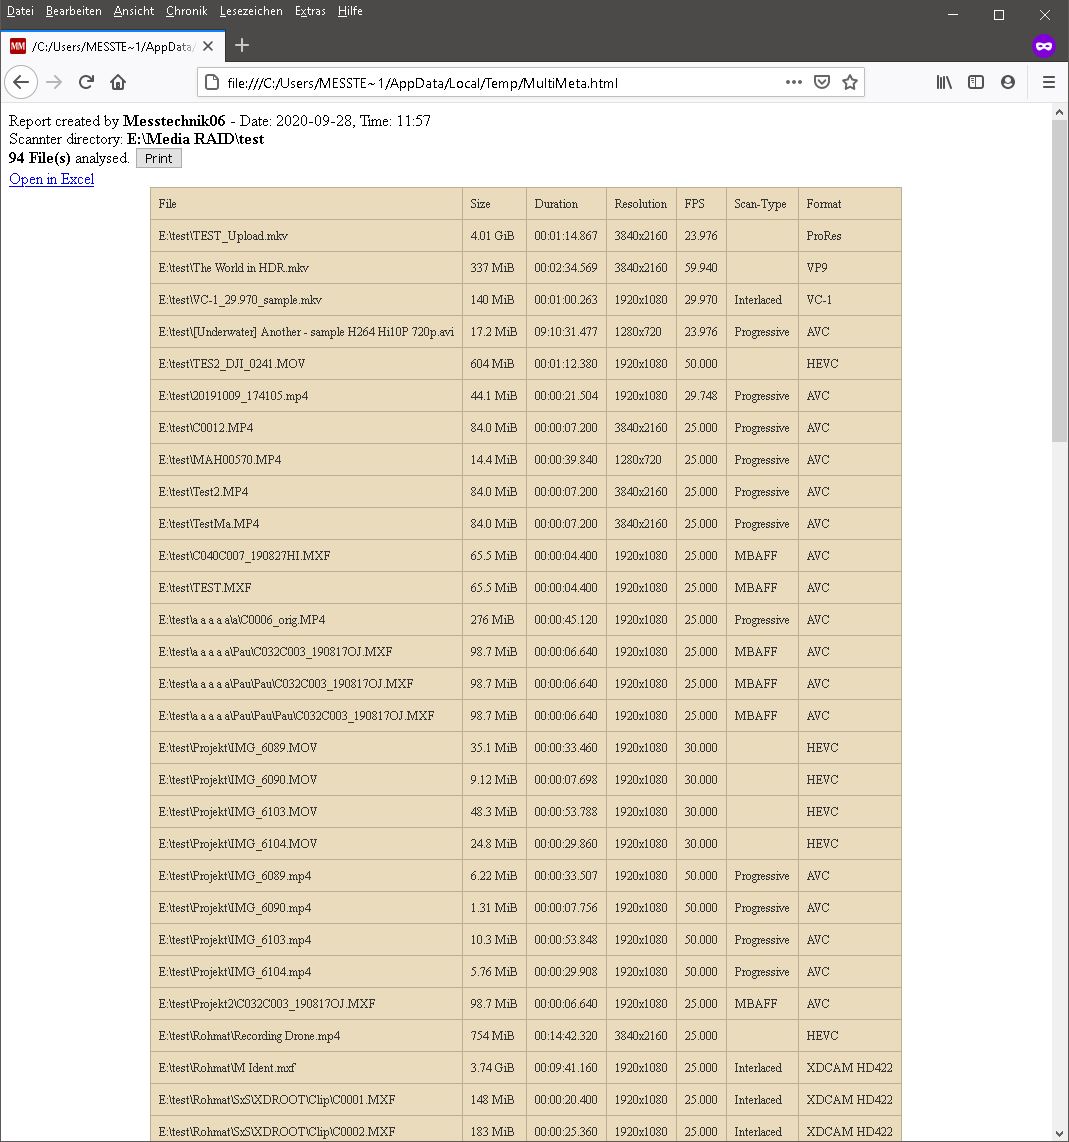 Datei Bearbeiten Ansicht Chronik Lesezeichen Extras Hilfe
MM /C:/Users/MESSTE~1/AppData/
file:///C:/Users/MESSTE~1/AppData/Local/Temp/MultiMeta.html
Report created by Messtechnik06 - Date: 2020-09-28, Time: 11:57
Scannter directory: E:\Media RAID\test
94 File(s) analysed. Print
Open in Excel
File Size Duration Resolution FPS Scan-Type Format
E:\test\TEST_Upload.mkv 4.01 GiB 00:01:14.867 3840x2160 23.976 ProRes
E:\test\The World in HDR.mkv 337 MiB 00:02:34.569 3840x2160 59.940 VP9
E:\test\VC-1_29.970_sample.mkv 140 MiB 00:01:00.263 1920x1080 29.970 Interlaced VC-1
E:\test\[Underwater] Another - sample H264 Hi10P 720p.avi 17.2 MiB 09:10:31.477 1280x720 23.976 Progressive AVC
E:\test\TES2_DJI_0241.MOV 604 MiB 00:01:12.380 1920x1080 50.000 HEVC
E:\test\20191009_174105.mp4 44.1 MiB 00:00:21.504 1920x1080 29.748 Progressive AVC
E:\test\C0012.MP4 84.0 MiB 00:00:07.200 3840x2160 25.000 Progressive AVC
E:\test\MAH00570.MP4 14.4 MiB 00:00:39.840 1280x720 25.000 Progressive AVC
E:\test\Test2.MP4 84.0 MiB 00:00:07.200 3840x2160 25.000 Progressive AVC
E:\test\TestMa.MP4 84.0 MiB 00:00:07.200 3840x2160 25.000 Progressive AVC
E:\test\C040C007_190827HI.MXF 65.5 MiB 00:00:04.400 1920x1080 25.000 MBAFF AVC
E:\test\TEST.MXF 65.5 MiB 00:00:04.400 1920x1080 25.000 MBAFF AVC
E:\test\a a a a a\a\C0006_orig.MP4 276 MiB 00:00:45.120 1920x1080 25.000 Progressive AVC
E:\test\a a a a a\Pau\C032C003_190817OJ.MXF 98.7 MiB 00:00:06.640 1920x1080 25.000 MBAFF AVC
E:\test\a a a a a\Pau\Pau\C032C003_190817OJ.MXF 98.7 MiB 00:00:06.640 1920x1080 25.000 MBAFF AVC
E:\test\a a a a a\Pau\Pau\Pau\C032C003_190817OJ.MXF 98.7 MiB 00:00:06.640 1920x1080 25.000 MBAFF AVC
E:\test\Projekt\IMG_6089.MOV 35.1 MiB 00:00:33.460 1920x1080 30.000 HEVC
E:\test\Projekt\IMG_6090.MOV 9.12 MiB 00:00:07.698 1920x1080 30.000 HEVC
E:\test\Projekt\IMG_6103.MOV 48.3 MiB 00:00:53.788 1920x1080 30.000 HEVC
E:\test\Projekt\IMG_6104.MOV 24.8 MiB 00:00:29.860 1920x1080 30.000 HEVC
E:\test\Projekt\IMG_6089.mp4 6.22 MiB 00:00:33.507 1920x1080 50.000 Progressive AVC
E:\test\Projekt\IMG_6090.mp4 1.31 MiB 00:00:07.756 1920x1080 50.000 Progressive AVC
E:\test\Projekt\IMG_6103.mp4 10.3 MiB 00:00:53.848 1920x1080 50.000 Progressive AVC
E:\test\Projekt\IMG_6104.mp4 5.76 MiB 00:00:29.908 1920x1080 50.000 Progressive AVC
E:\test\Projekt2\C032C003_190817OJ.MXF 98.7 MiB 00:00:06.640 1920x1080 25.000 MBAFF AVC
E:\test\Rohmat\Recording Drone.mp4 754 MiB 00:14:42.320 3840x2160 25.000 HEVC
E:\test\Rohmat\M Ident.mxf 3.74 GiB 00:09:41.160 1920x1080 25.000 Interlaced XDCAM HD422
E:\test\Rohmat\SxS\XDROOT\Clip\C0001.MXF 148 MiB 00:00:20.400 1920x1080 25.000 Interlaced XDCAM HD422
E:\test\Rohmat\SxS\XDROOT\Clip\C0002.MXF 183 MiB 00:00:25.360 1920x1080 25.000 Interlaced XDCAM HD422